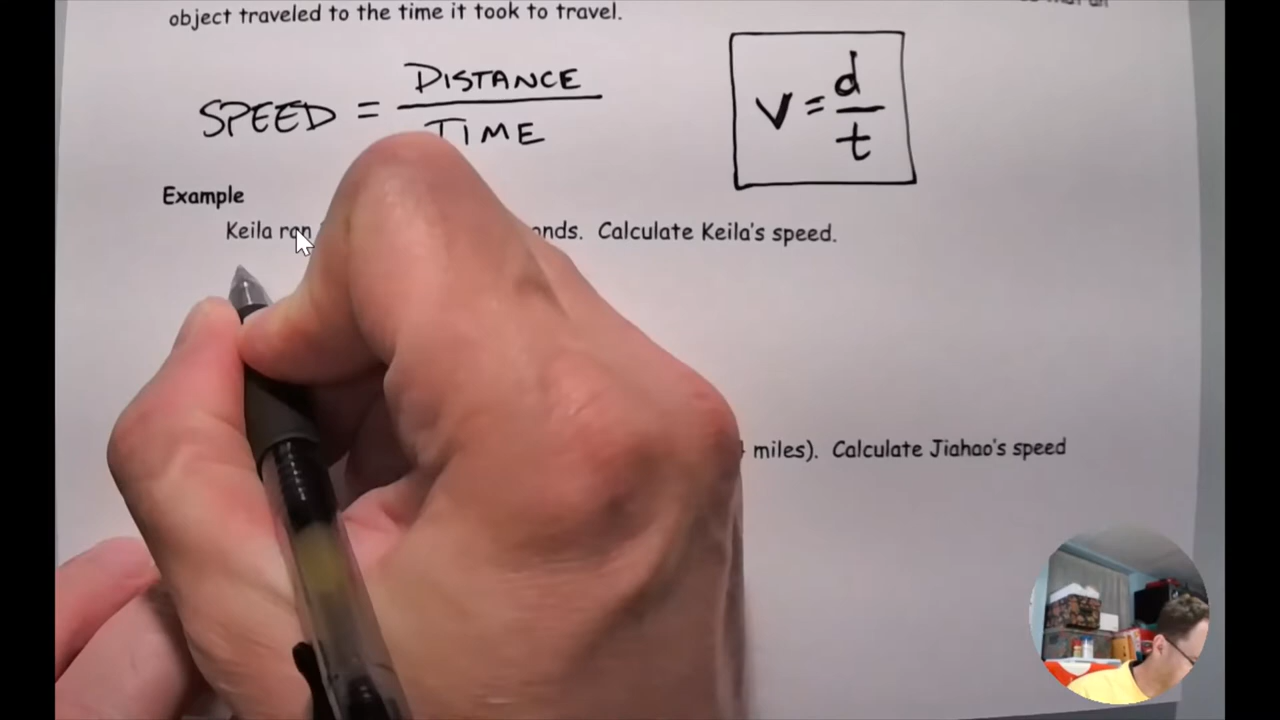 object traveled to the time it took to travel.
SPEED = DISTANCE / TIME
v = d / t
Example
Keila ran onds. Calculate Keila's speed.
miles). Calculate Jiahao's speed